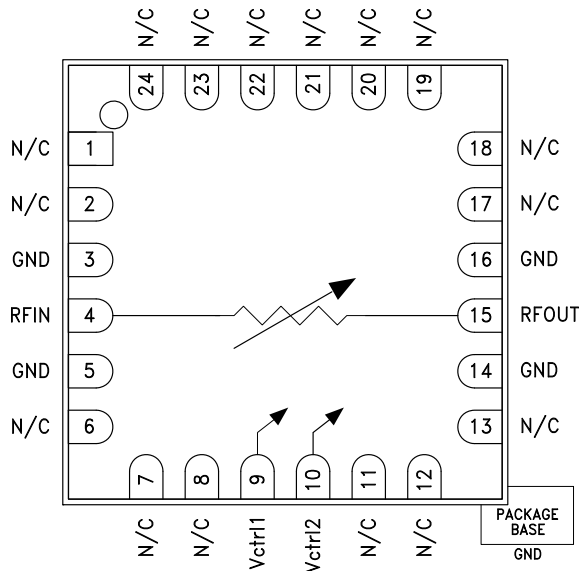 N/C N/C N/C N/C N/C N/C
24 23 22 21 20 19
N/C 1 18 N/C
N/C 2 17 N/C
GND 3 16 GND
RFIN 4 15 RFOUT
GND 5 14 GND
N/C 6 13 N/C
7 8 9 10 11 12
N/C N/C Vctrl1 Vctrl2 N/C N/C
PACKAGE
BASE
GND